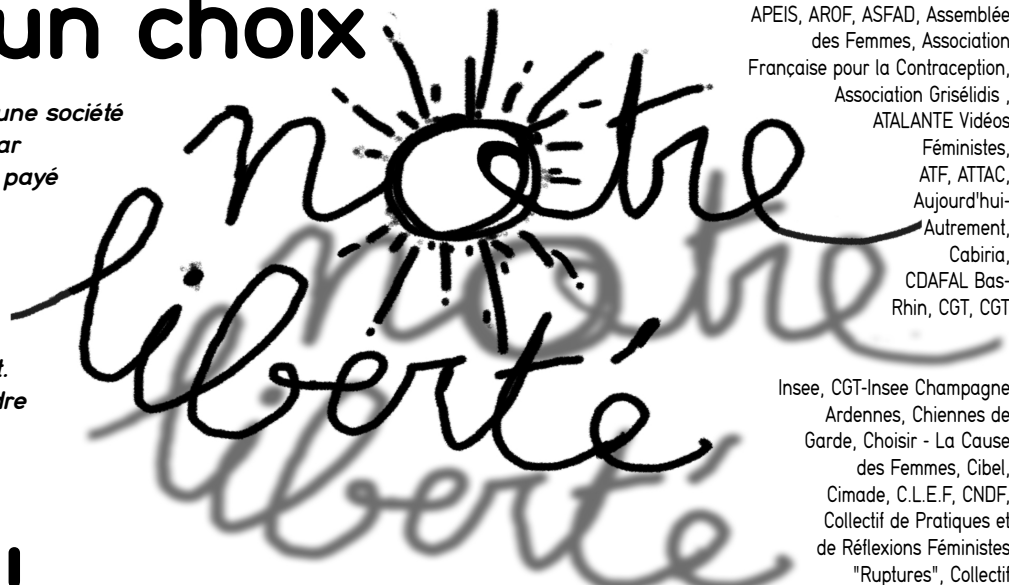 un choix
une société
ar
payé
notre
liberté
t.
dre
APEIS, AROF, ASFAD, Assemblée
des Femmes, Association
Française pour la Contraception,
Association Grisélidis ,
ATALANTE Vidéos
Féministes,
ATF, ATTAC,
Aujourd'hui-
Autrement,
Cabiria,
CDAFAL Bas-
Rhin, CGT, CGT
Insee, CGT-Insee Champagne
Ardennes, Chiennes de
Garde, Choisir - La Cause
des Femmes, Cibel,
Cimade, C.L.E.F, CNDF,
Collectif de Pratiques et
de Réflexions Féministes
"Ruptures", Collectif